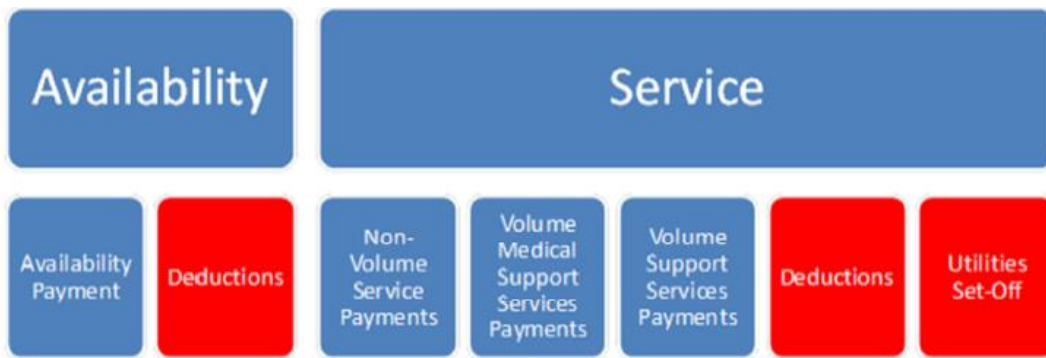 Availability
Service
Availability
Payment
Deductions
Non-
Volume
Service
Payments
Volume
Medical
Support
Services
Payments
Volume
Support
Services
Payments
Deductions
Utilities
Set-Off